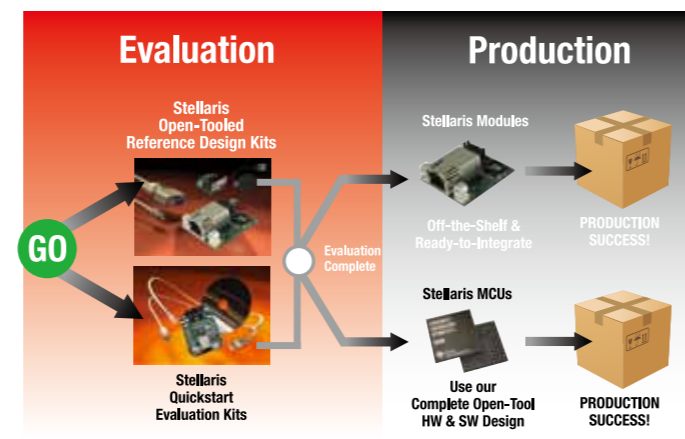 Evaluation
Production
Stellaris
Open-Tooled
Reference Design Kits
GO
Stellaris
Quickstart
Evaluation Kits
Evaluation
Complete
Stellaris Modules
Off-the-Shelf &
Ready-to-Integrate
PRODUCTION
SUCCESS!
Stellaris MCUs
Use our
Complete Open-Tool
HW & SW Design
PRODUCTION
SUCCESS!